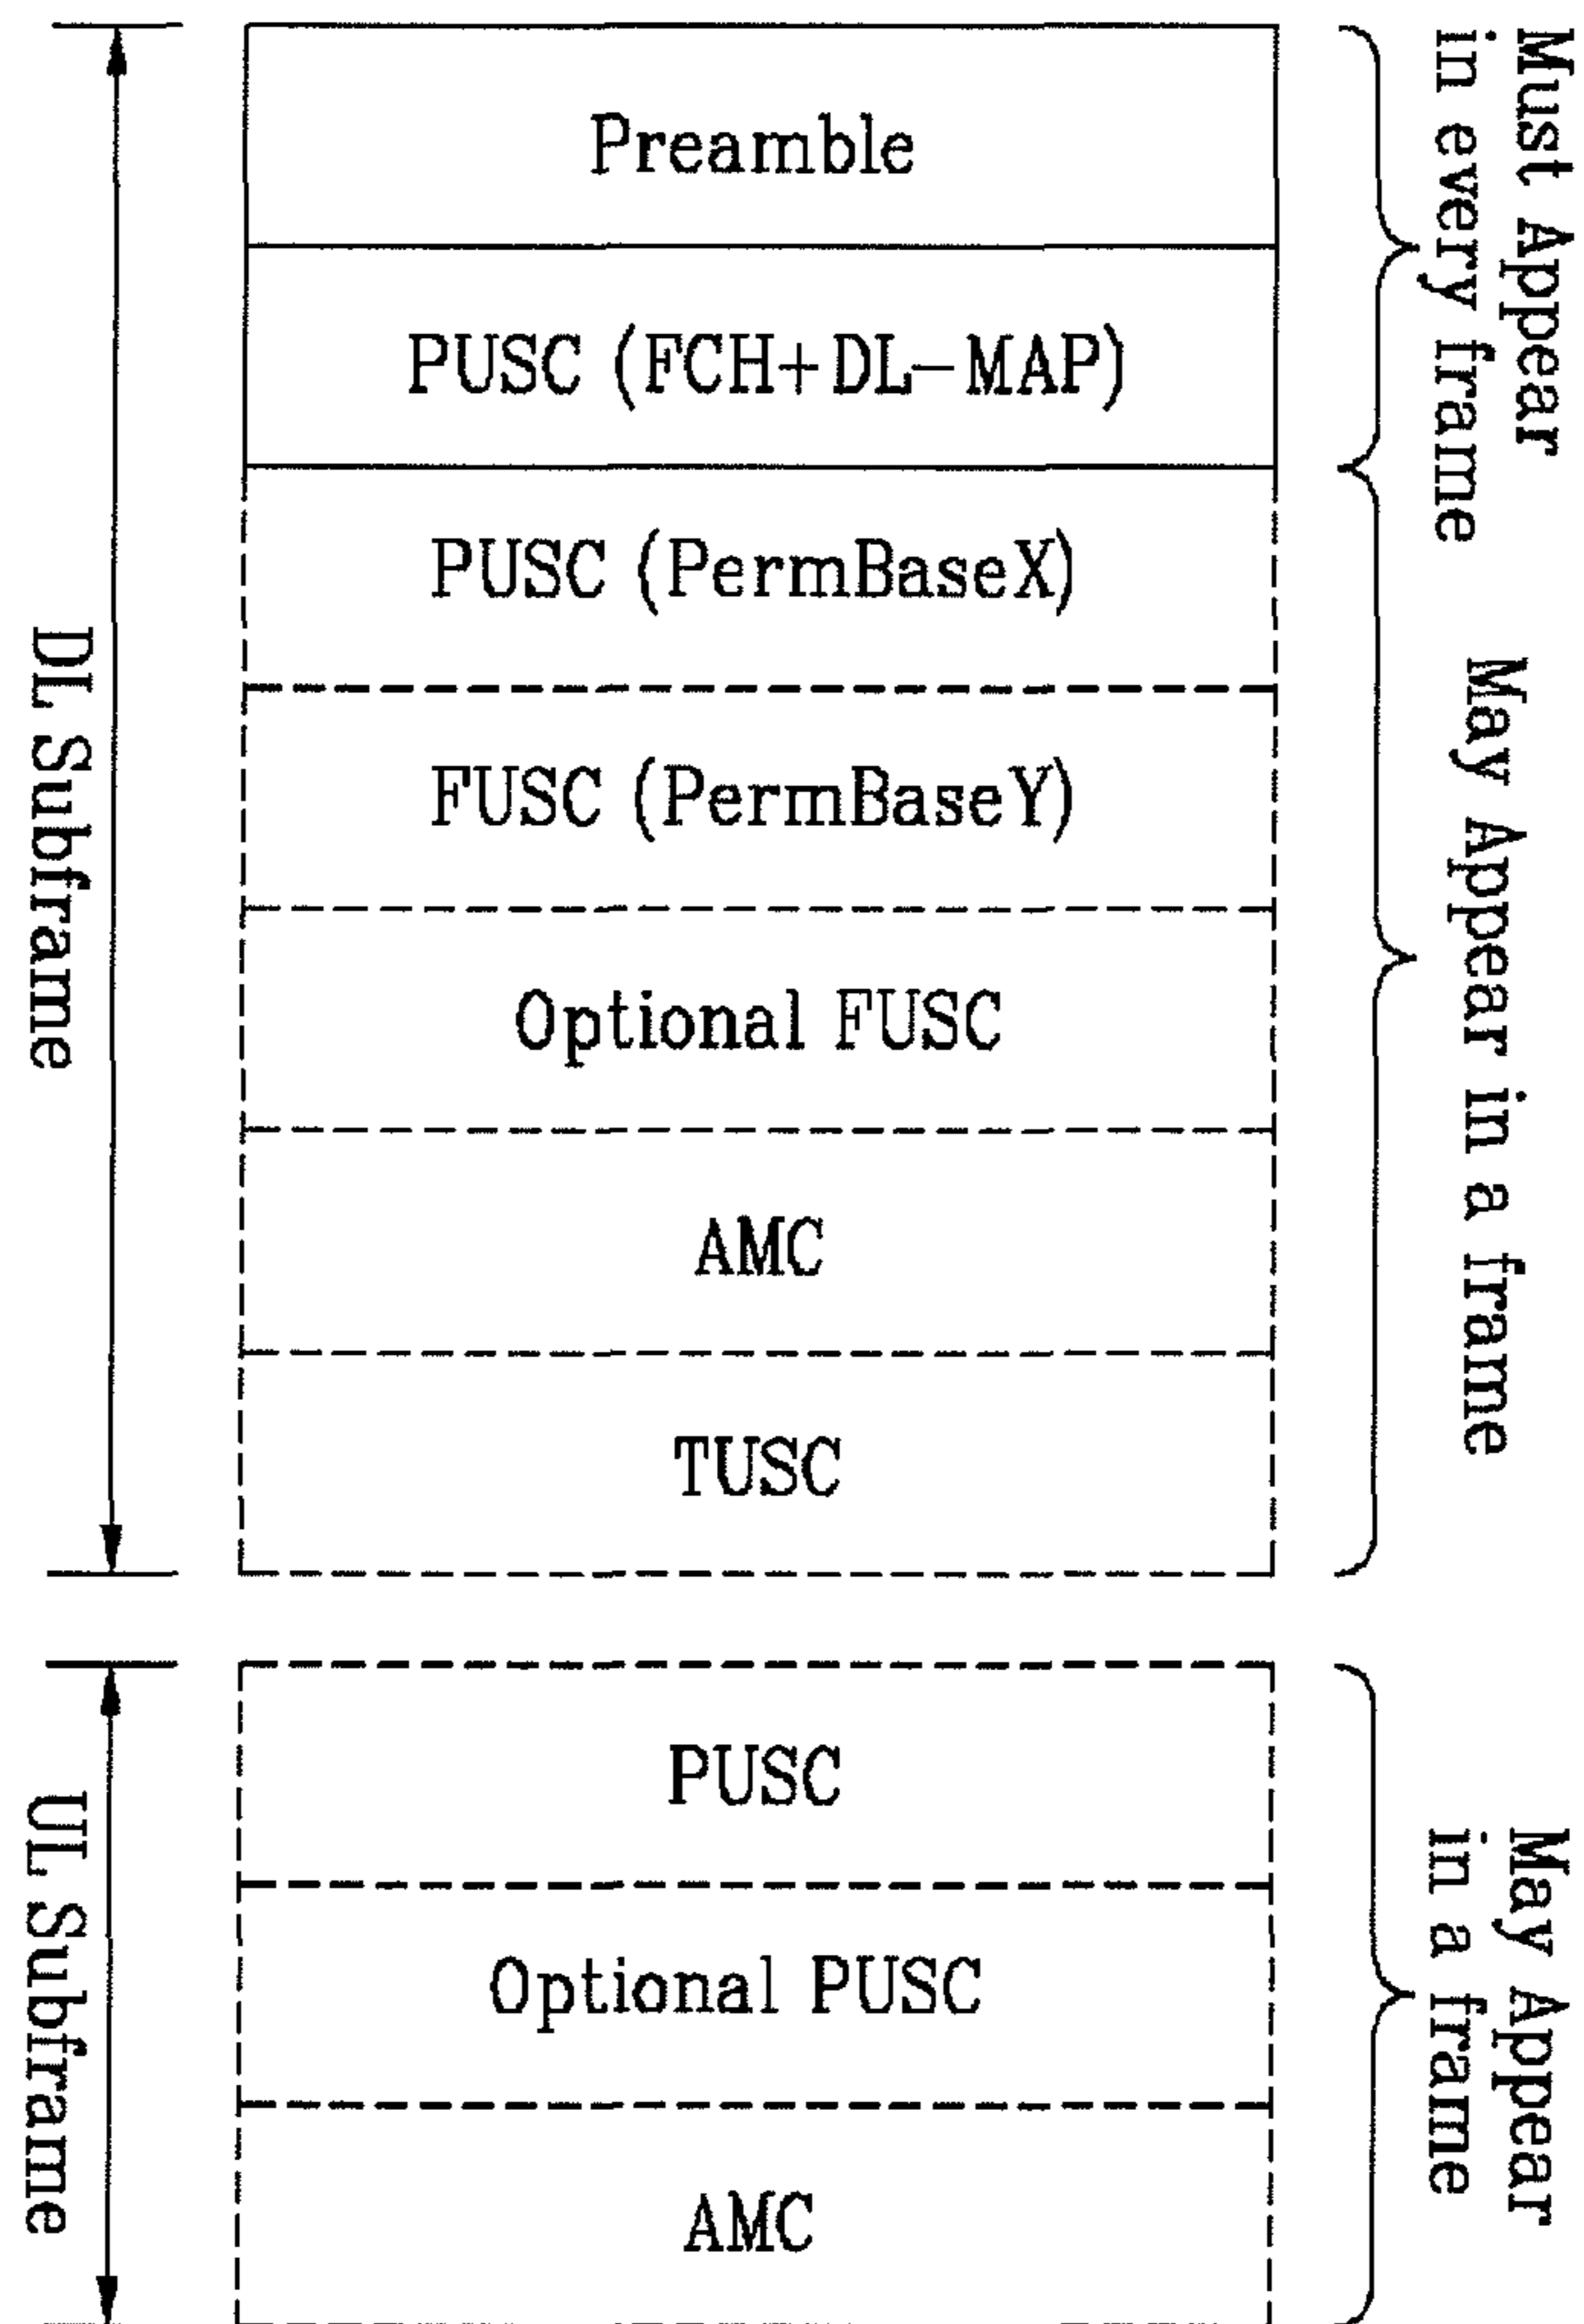 Must Appear
in every frame
Preamble
PUSC (FCH+DL-MAP)
PUSC (PermBaseX)
FUSC (PermBaseY)
Optional FUSC
AMC
TUSC
May Appear in a frame
DL Subframe
PUSC
Optional PUSC
AMC
May Appear
in a frame
UL Subframe